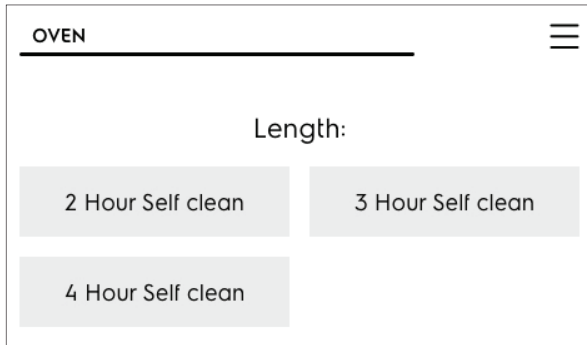 OVEN
Length:
2 Hour Self clean
3 Hour Self clean
4 Hour Self clean